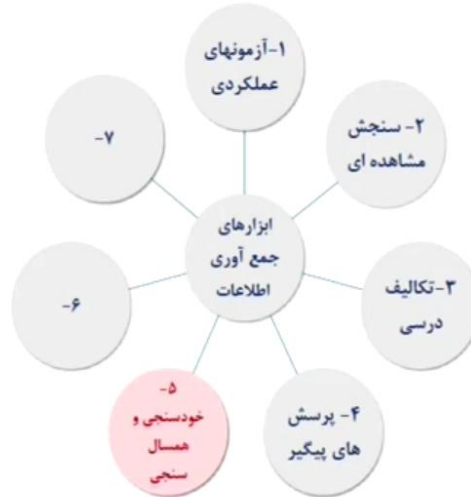 ابزارهای
جمع آوری
اطلاعات
۱-آزمونهای
عملکردی
۲- سنجش
مشاهده ای
۳-تکالیف
درسی
۴- پرسش
های پیگیر
۵-
خودسنجی و
همسال
سنجی
۶-
۷-